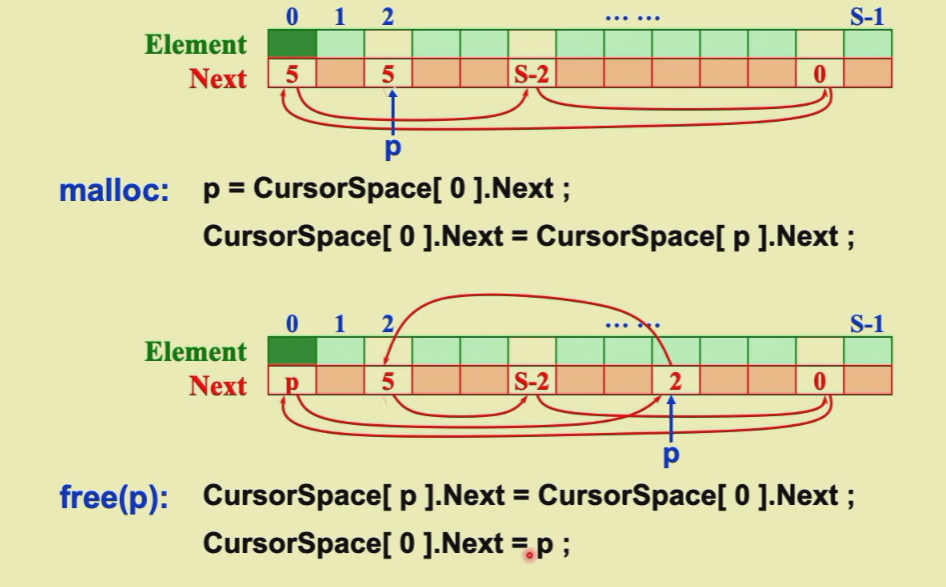 0 1 2 ... ... S-1
Element
Next 5 5 S-2 0
p
malloc: p = CursorSpace[ 0 ].Next ;
CursorSpace[ 0 ].Next = CursorSpace[ p ].Next ;
0 1 2 ... ... S-1
Element
Next p 5 S-2 2 0
p
free(p): CursorSpace[ p ].Next = CursorSpace[ 0 ].Next ;
CursorSpace[ 0 ].Next = p ;